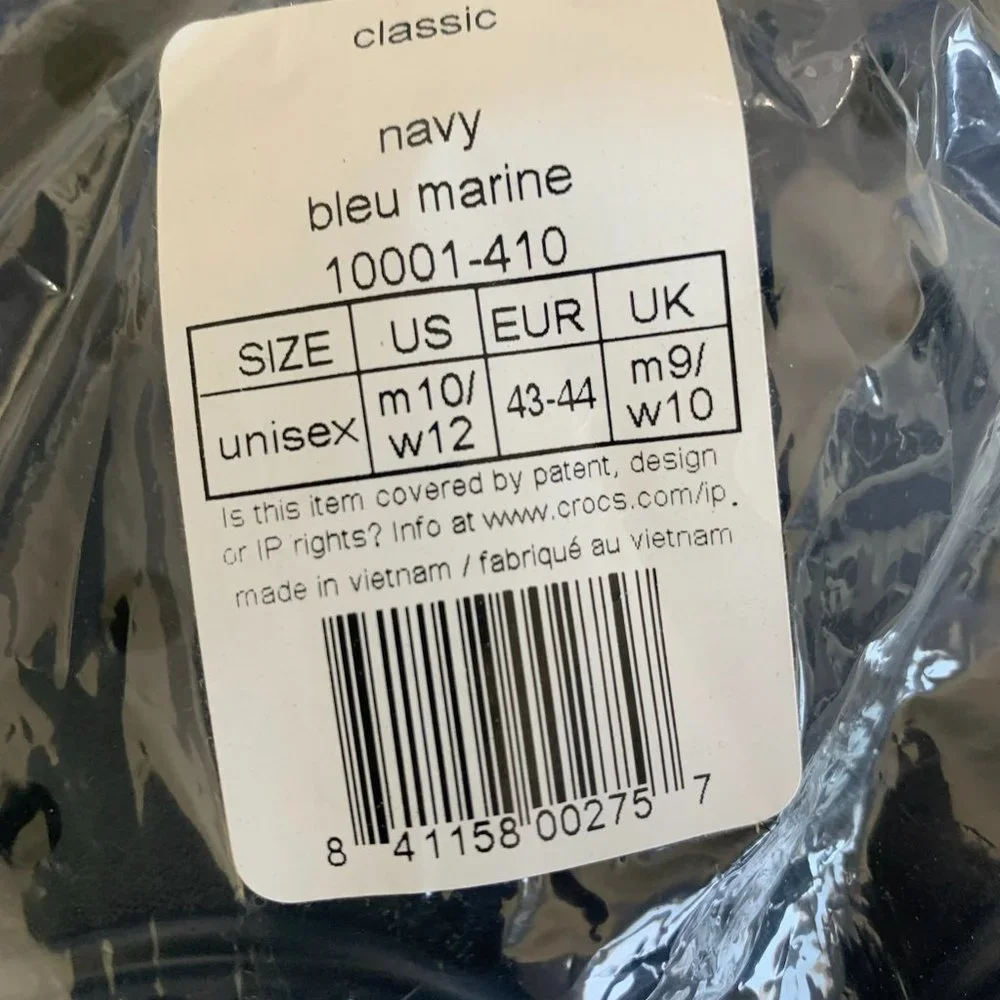 classic
navy
bleu marine
10001-410
SIZE US EUR UK
unisex m10/ w12 43-44 m9/ w10
Is this item covered by patent, design
or IP rights? Info at www.crocs.com/ip.
made in vietnam / fabriqué au vietnam
8 41158 00275 7